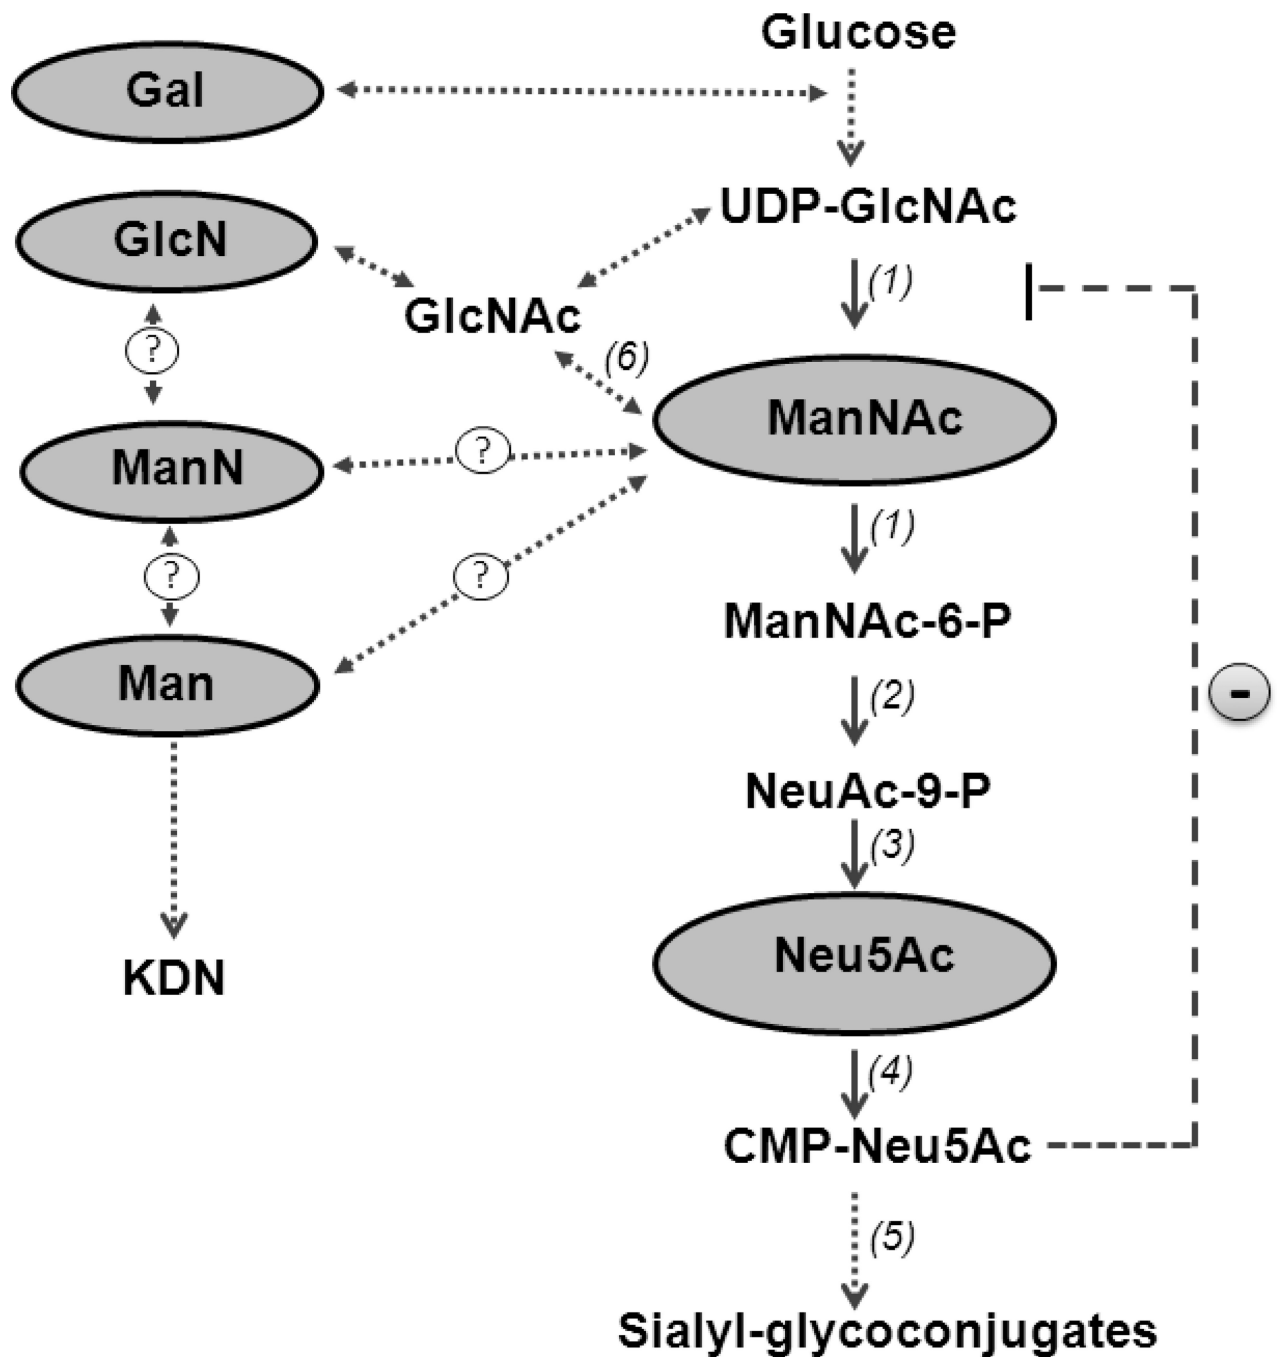 Glucose
Gal
UDP-GlcNAc
GlcN
(1)
GlcNAc
?
(6)
ManNAc
ManN
?
(1)
?
?
ManNAc-6-P
Man
(2)
-
NeuAc-9-P
(3)
KDN
Neu5Ac
(4)
CMP-Neu5Ac
(5)
Sialyl-glycoconjugates